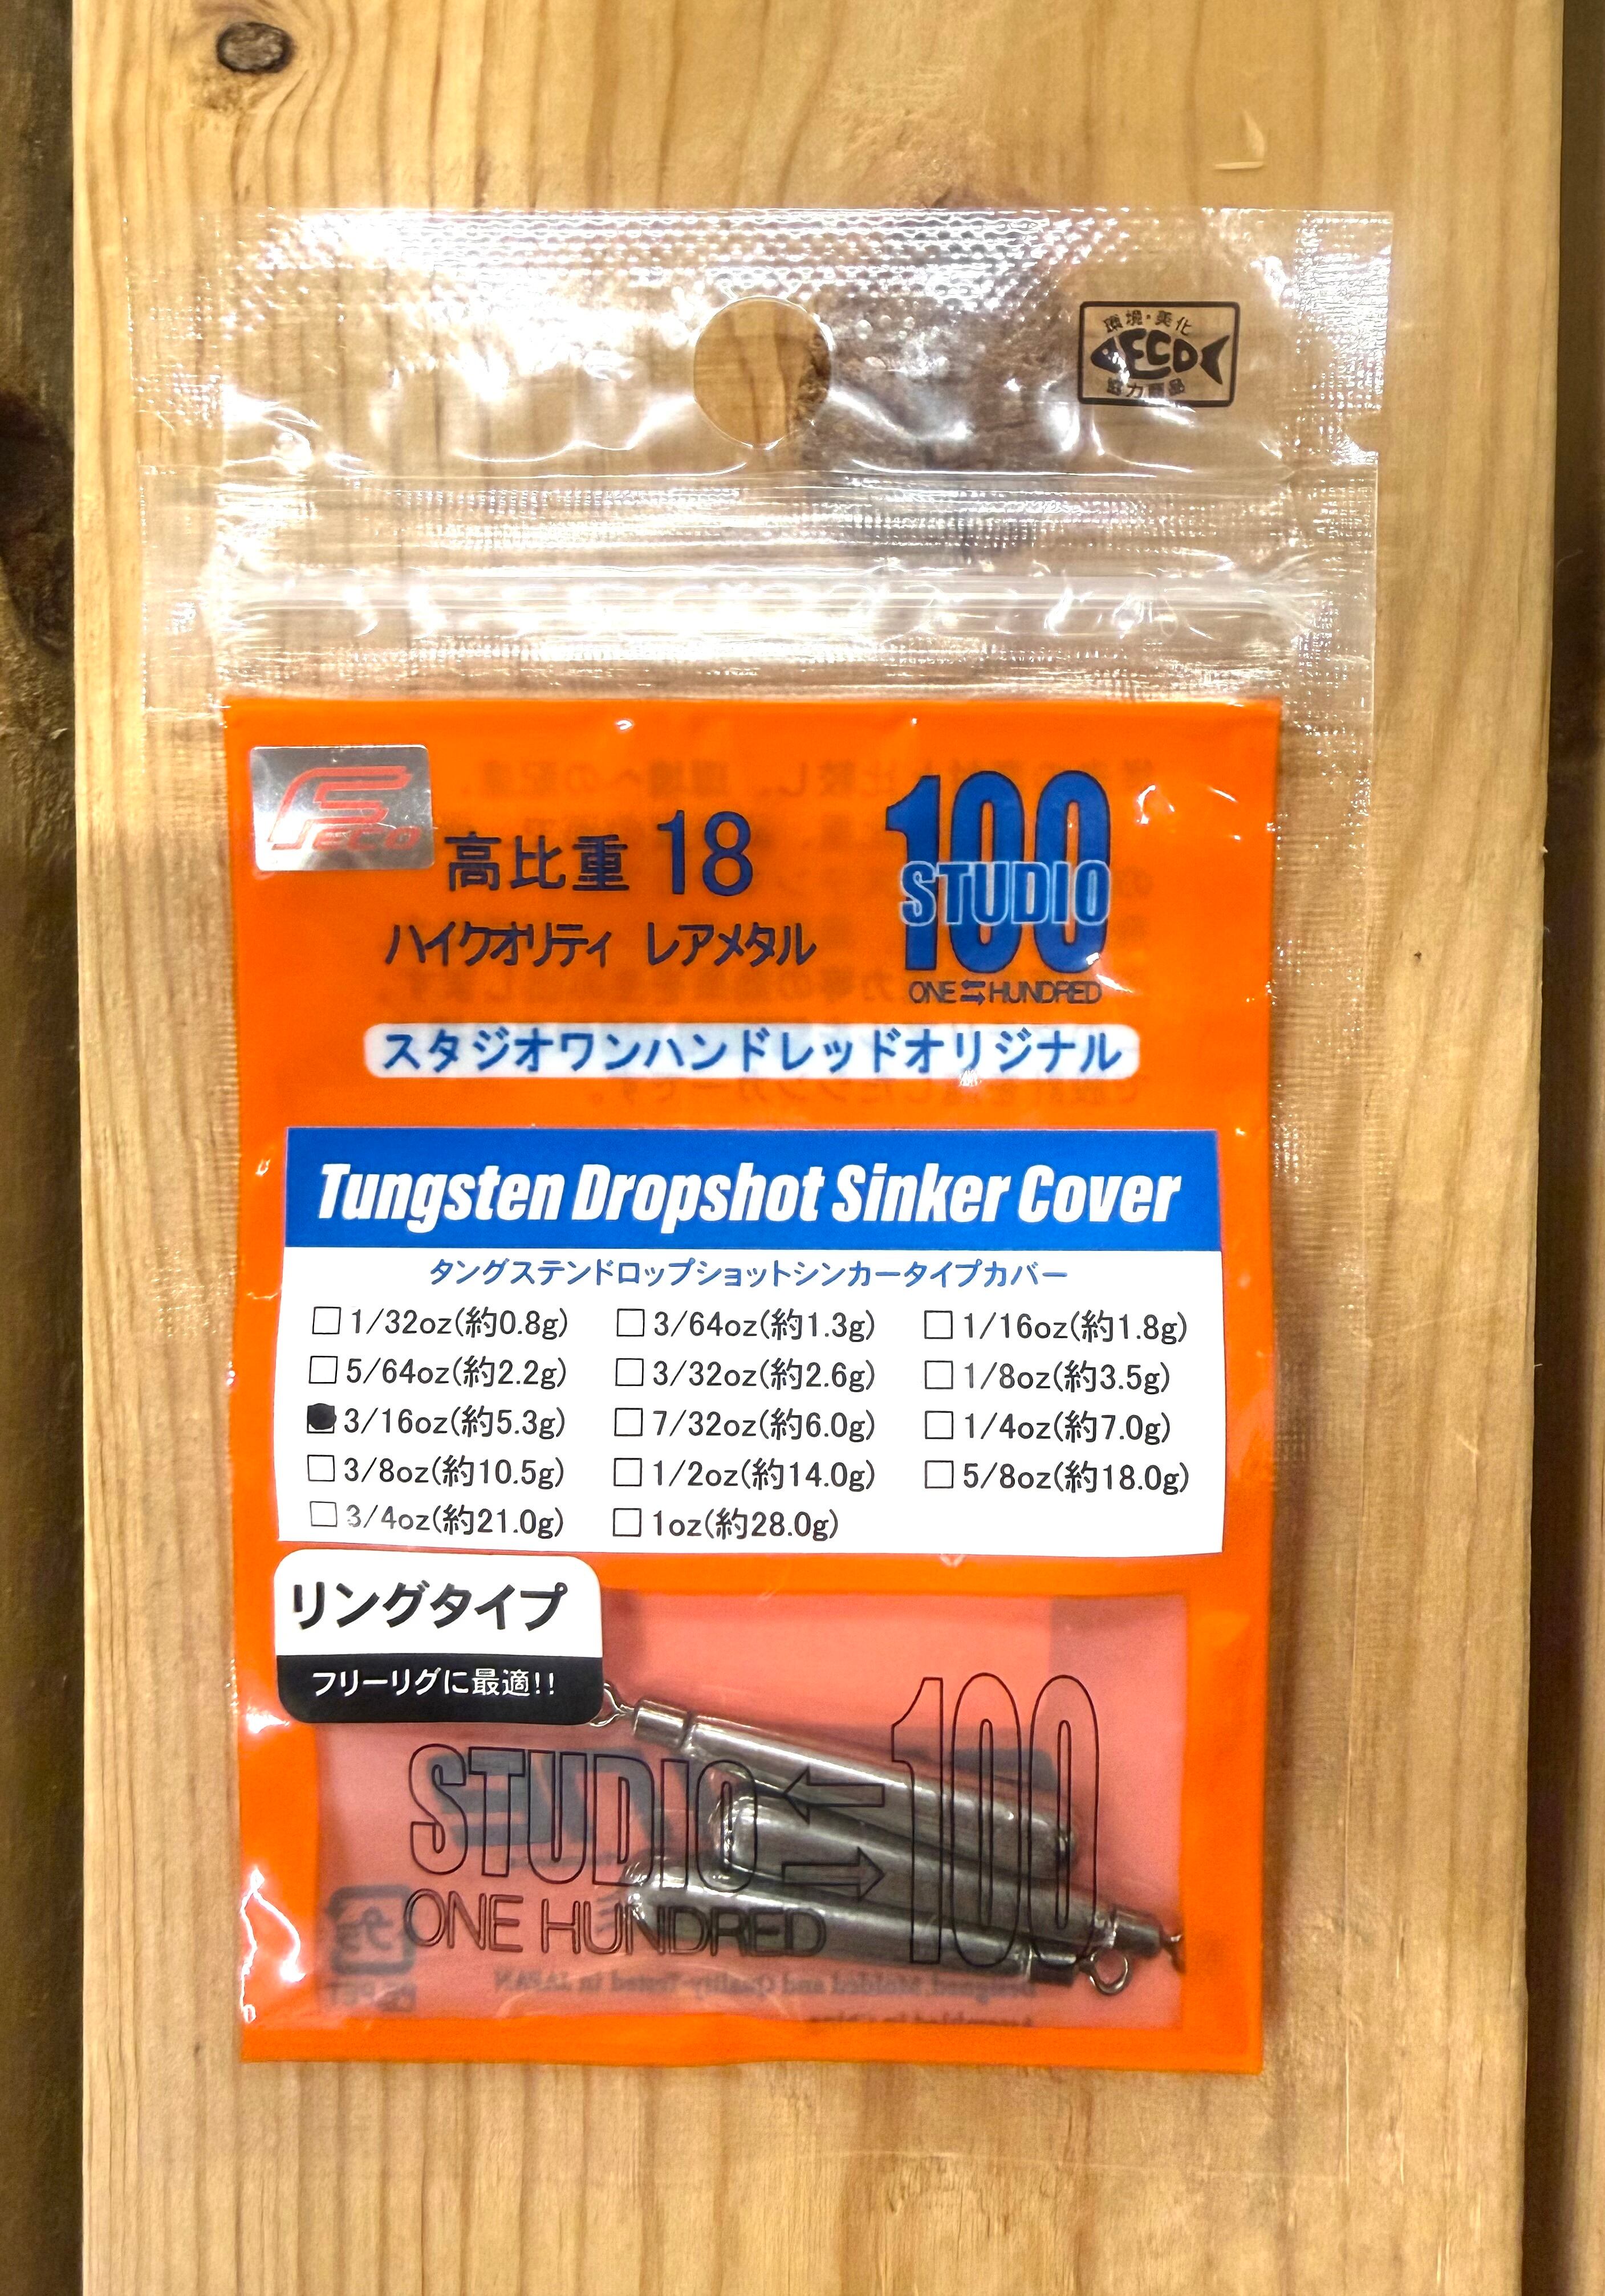 環境・美化
ECO
協力商品
FECO
高比重 18
ハイクオリティ レアメタル
100
STUDIO
ONE⇆HUNDRED
スタジオワンハンドレッドオリジナル
Tungsten Dropshot Sinker Cover
タングステンドロップショットシンカータイプカバー
□1/32oz(約0.8g) □3/64oz(約1.3g) □1/16oz(約1.8g)
□5/64oz(約2.2g) □3/32oz(約2.6g) □1/8oz(約3.5g)
■3/16oz(約5.3g) □7/32oz(約6.0g) □1/4oz(約7.0g)
□3/8oz(約10.5g) □1/2oz(約14.0g) □5/8oz(約18.0g)
□3/4oz(約21.0g) □1oz(約28.0g)
リングタイプ
フリーリグに最適!!
STUDIO⇆100
ONE HUNDRED
Designed, Molded and Quality-Tested in JAPAN